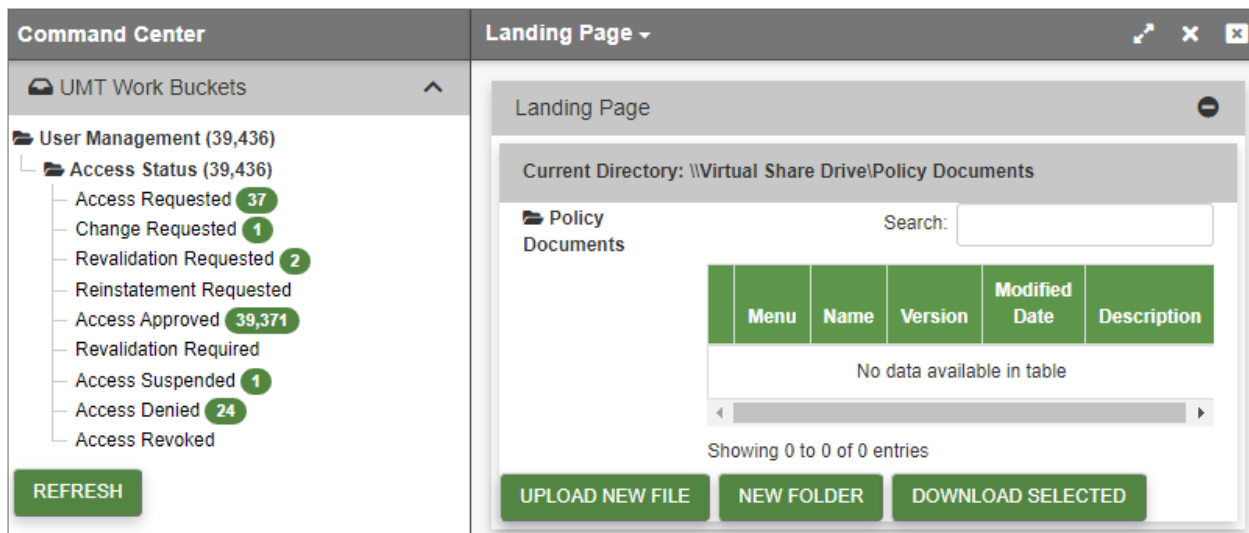 Command Center
UMT Work Buckets
User Management (39,436)
Access Status (39,436)
Access Requested 37
Change Requested 1
Revalidation Requested 2
Reinstatement Requested
Access Approved 39,371
Revalidation Required
Access Suspended 1
Access Denied 24
Access Revoked
REFRESH
Landing Page
Landing Page
Current Directory: \\Virtual Share Drive\Policy Documents
Policy
Documents
Search:
Menu Name Version Modified Date Description
No data available in table
Showing 0 to 0 of 0 entries
UPLOAD NEW FILE NEW FOLDER DOWNLOAD SELECTED